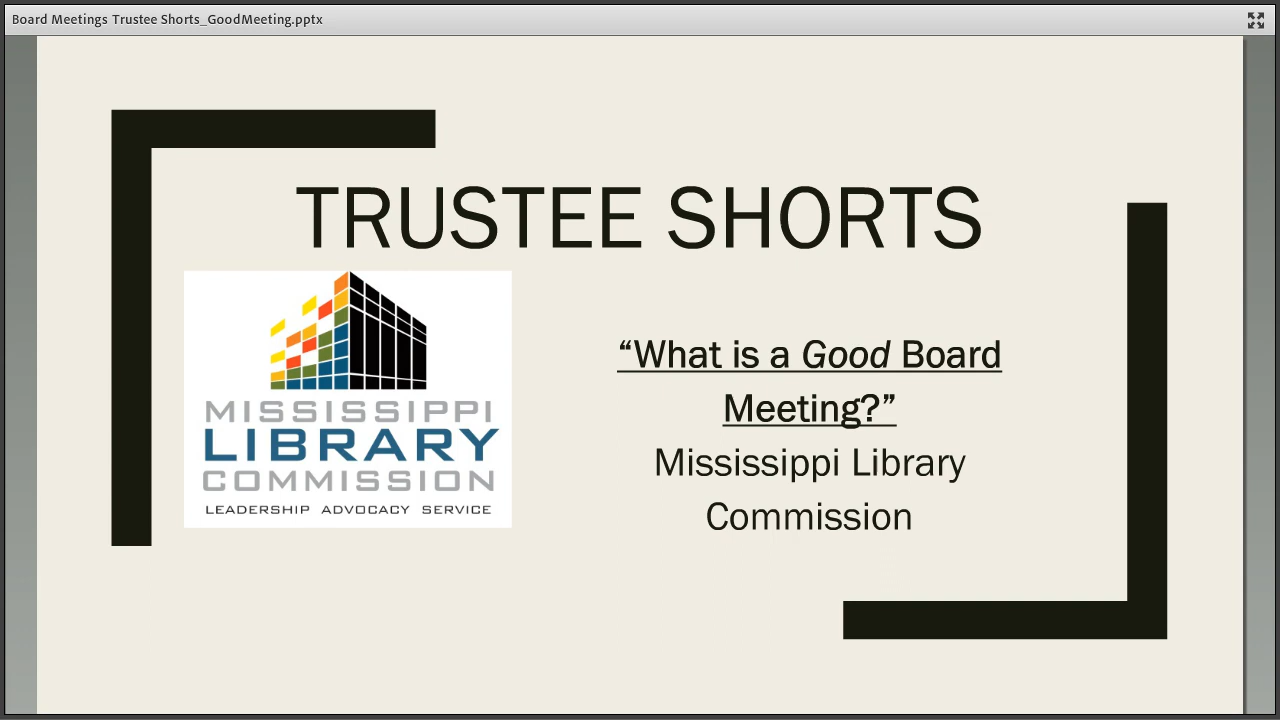 Board Meetings Trustee Shorts_GoodMeeting.pptx
TRUSTEE SHORTS
MISSISSIPPI
LIBRARY
COMMISSION
LEADERSHIP ADVOCACY SERVICE
“What is a Good Board
Meeting?”
Mississippi Library
Commission